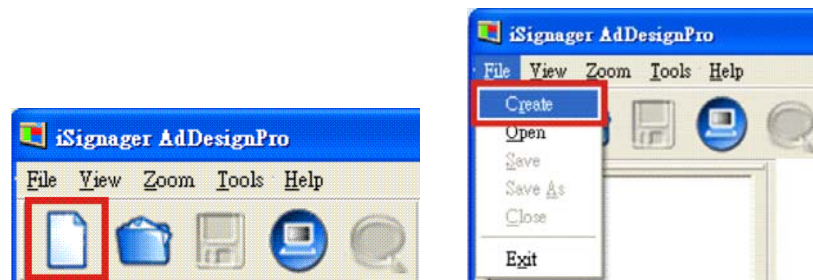 iSignager AdDesignPro
File View Zoom Tools Help
iSignager AdDesignPro
File View Zoom Tools Help
Create
Open
Save
Save As
Close
Exit